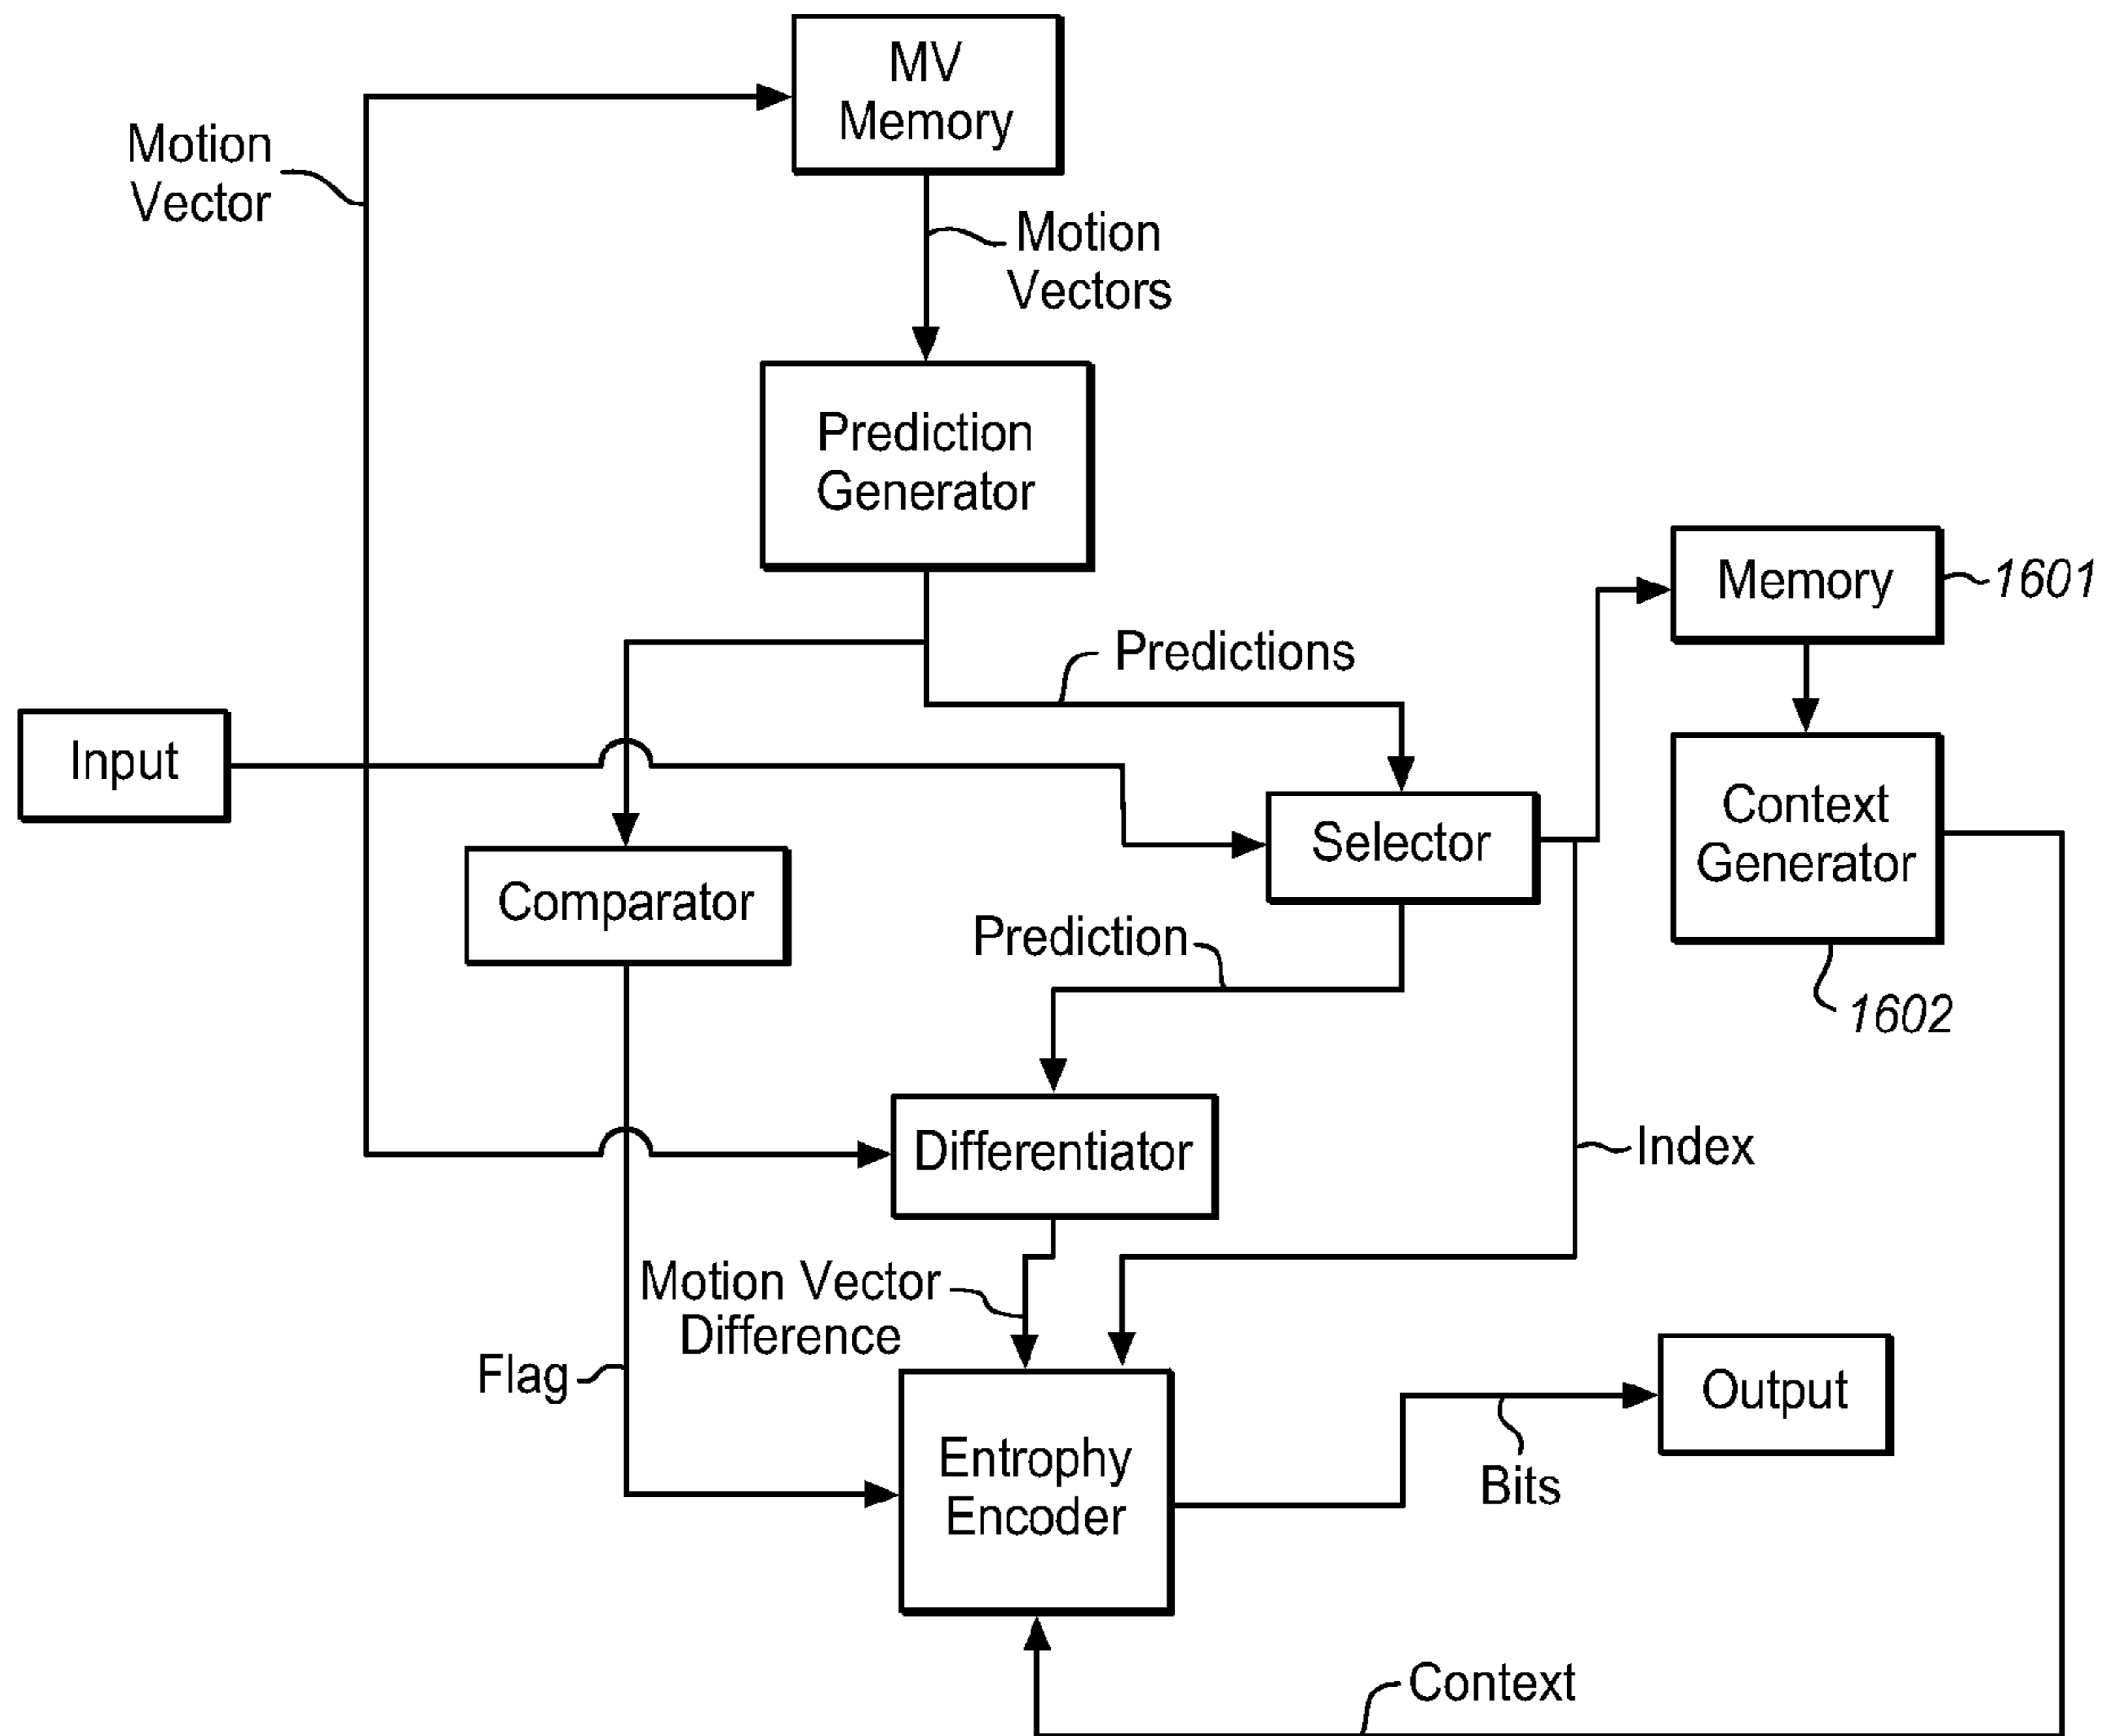 MV
Memory
Motion
Vector
Motion
Vectors
Prediction
Generator
Memory
1601
Predictions
Input
Context
Generator
Selector
Comparator
Prediction
1602
Differentiator
Index
Motion Vector
Difference
Flag
Output
Entrophy
Encoder
Bits
Context